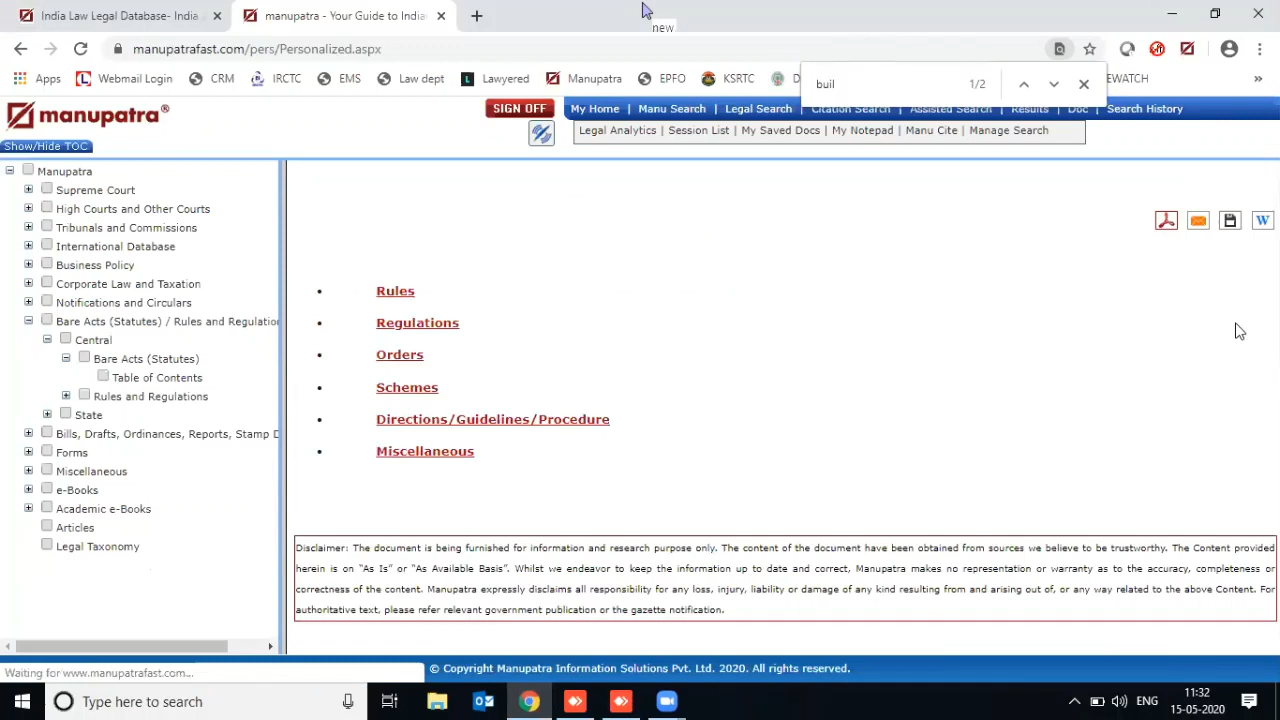 India Law Legal Database- India
manupatra - Your Guide to India
new
manupatrafast.com/pers/Personalized.aspx
Apps
Webmail Login
CRM
IRCTC
EMS
Law dept
Lawyered
Manupatra
EPFO
KSRTC
EWATCH
buil
1/2
manupatra®
SIGN OFF
My Home | Manu Search | Legal Search | Citation Search | Assisted Search | Results | Doc | Search History
Legal Analytics | Session List | My Saved Docs | My Notepad | Manu Cite | Manage Search
Show/Hide TOC
Manupatra
Supreme Court
High Courts and Other Courts
Tribunals and Commissions
International Database
Business Policy
Corporate Law and Taxation
Notifications and Circulars
Bare Acts (Statutes) / Rules and Regulation
Central
Bare Acts (Statutes)
Table of Contents
Rules and Regulations
State
Bills, Drafts, Ordinances, Reports, Stamp D
Forms
Miscellaneous
e-Books
Academic e-Books
Articles
Legal Taxonomy
W
• Rules
• Regulations
• Orders
• Schemes
• Directions/Guidelines/Procedure
• Miscellaneous
Disclaimer: The document is being furnished for information and research purpose only. The content of the document have been obtained from sources we believe to be trustworthy. The Content provided
herein is on "As Is" or "As Available Basis". Whilst we endeavor to keep the information up to date and correct, Manupatra makes no representation or warranty as to the accuracy, completeness or
correctness of the content. Manupatra expressly disclaims all responsibility for any loss, injury, liability or damage of any kind resulting from and arising out of, or any way related to the above Content. For
authoritative text, please refer relevant government publication or the gazette notification.
Waiting for www.manupatrafast.com...
© Copyright Manupatra Information Solutions Pvt. Ltd. 2020. All rights reserved.
Type here to search
ENG
11:32
15-05-2020